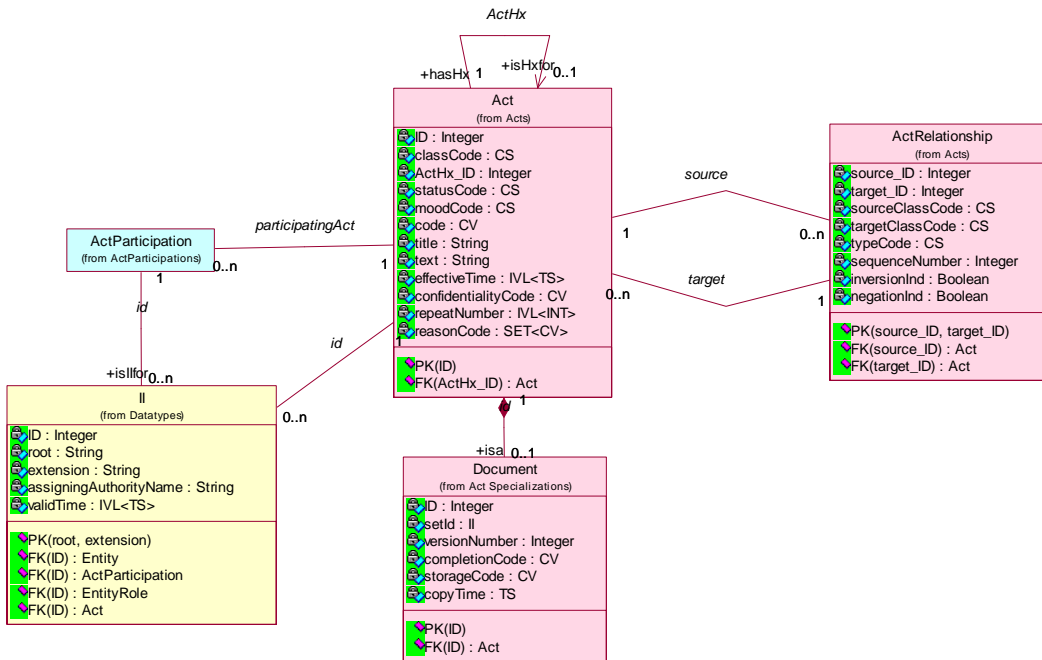 ActHx
+hasHx
1
+isHxfor
0..1
Act
(from Acts)
ID : Integer
classCode : CS
ActHx_ID : Integer
statusCode : CS
moodCode : CS
code : CV
title : String
text : String
effectiveTime : IVL<TS>
confidentialityCode : CV
repeatNumber : IVL<INT>
reasonCode : SET<CV>
PK(ID)
FK(ActHx_ID) : Act
source
1
0..n
target
0..n
1
ActRelationship
(from Acts)
source_ID : Integer
target_ID : Integer
sourceClassCode : CS
targetClassCode : CS
typeCode : CS
sequenceNumber : Integer
inversionInd : Boolean
negationInd : Boolean
PK(source_ID, target_ID)
FK(source_ID) : Act
FK(target_ID) : Act
participatingAct
0..n
1
ActParticipation
(from ActParticipations)
1
id
+isIIfor
0..n
id
1
0..n
II
(from Datatypes)
ID : Integer
root : String
extension : String
assigningAuthorityName : String
validTime : IVL<TS>
PK(root, extension)
FK(ID) : Entity
FK(ID) : ActParticipation
FK(ID) : EntityRole
FK(ID) : Act
1
+isa
0..1
Document
(from Act Specializations)
ID : Integer
setId : II
versionNumber : Integer
completionCode : CV
storageCode : CV
copyTime : TS
PK(ID)
FK(ID) : Act